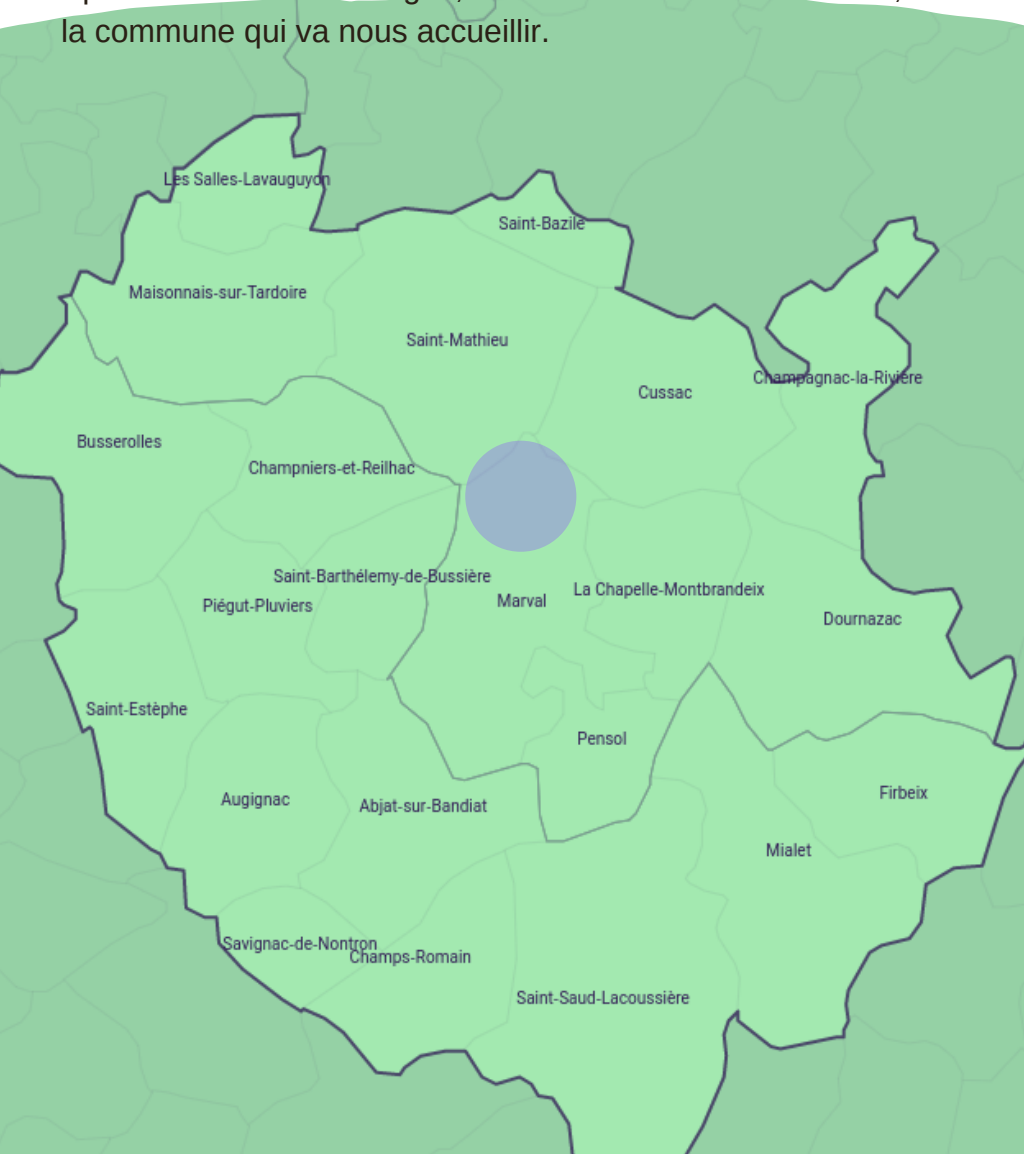 la commune qui va nous accueillir.
Les Salles-Lavauguyon
Saint-Bazile
Maisonnais-sur-Tardoire
Saint-Mathieu
Champagnac-la-Rivière
Cussac
Busserolles
Champniers-et-Reilhac
Saint-Barthélemy-de-Bussière
La Chapelle-Montbrandeix
Marval
Piégut-Pluviers
Dournazac
Saint-Estèphe
Pensol
Firbeix
Augignac
Abjat-sur-Bandiat
Mialet
Savignac-de-Nontron
Champs-Romain
Saint-Saud-Lacoussière